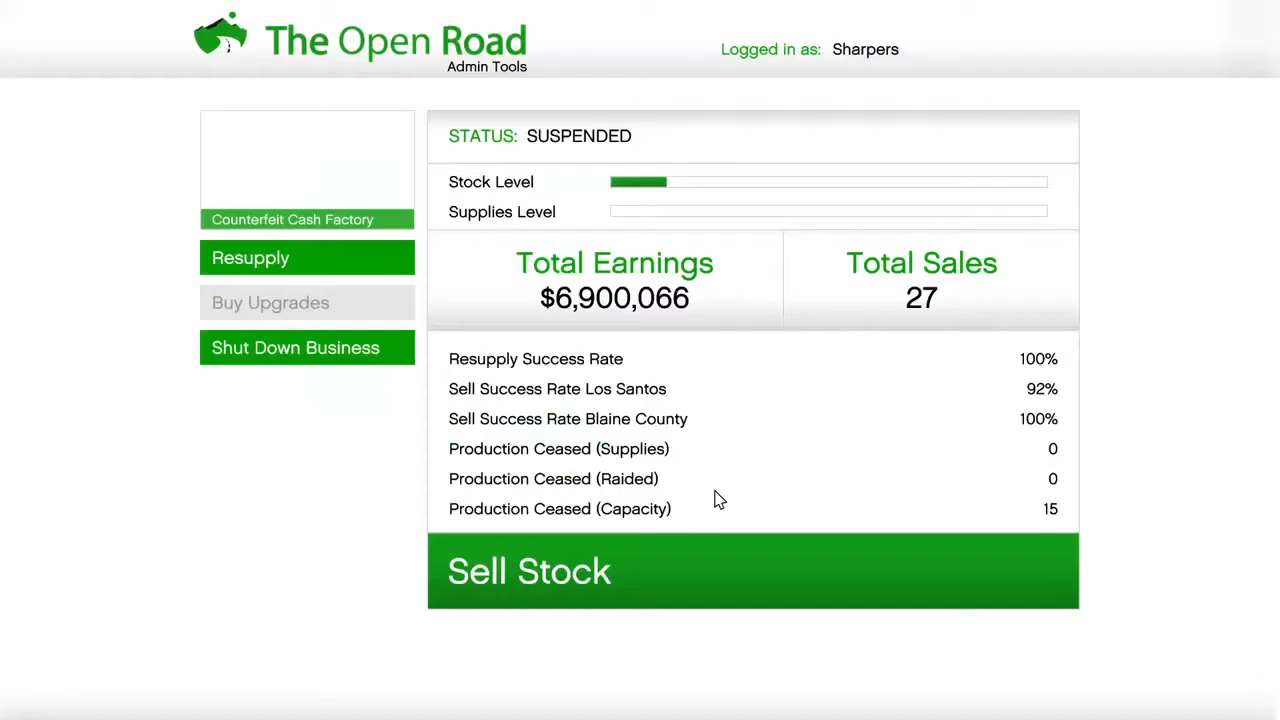 The Open Road
Admin Tools
Logged in as: Sharpers
Counterfeit Cash Factory
Resupply
Buy Upgrades
Shut Down Business
STATUS: SUSPENDED
Stock Level
Supplies Level
Total Earnings
$6,900,066
Total Sales
27
Resupply Success Rate 100%
Sell Success Rate Los Santos 92%
Sell Success Rate Blaine County 100%
Production Ceased (Supplies) 0
Production Ceased (Raided) 0
Production Ceased (Capacity) 15
Sell Stock